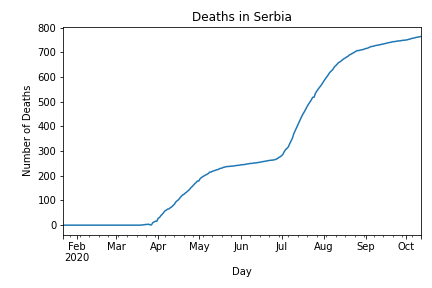 Deaths in Serbia
800
700
600
500
400
300
200
100
0
Number of Deaths
Feb Mar Apr May Jun Jul Aug Sep Oct
2020
Day